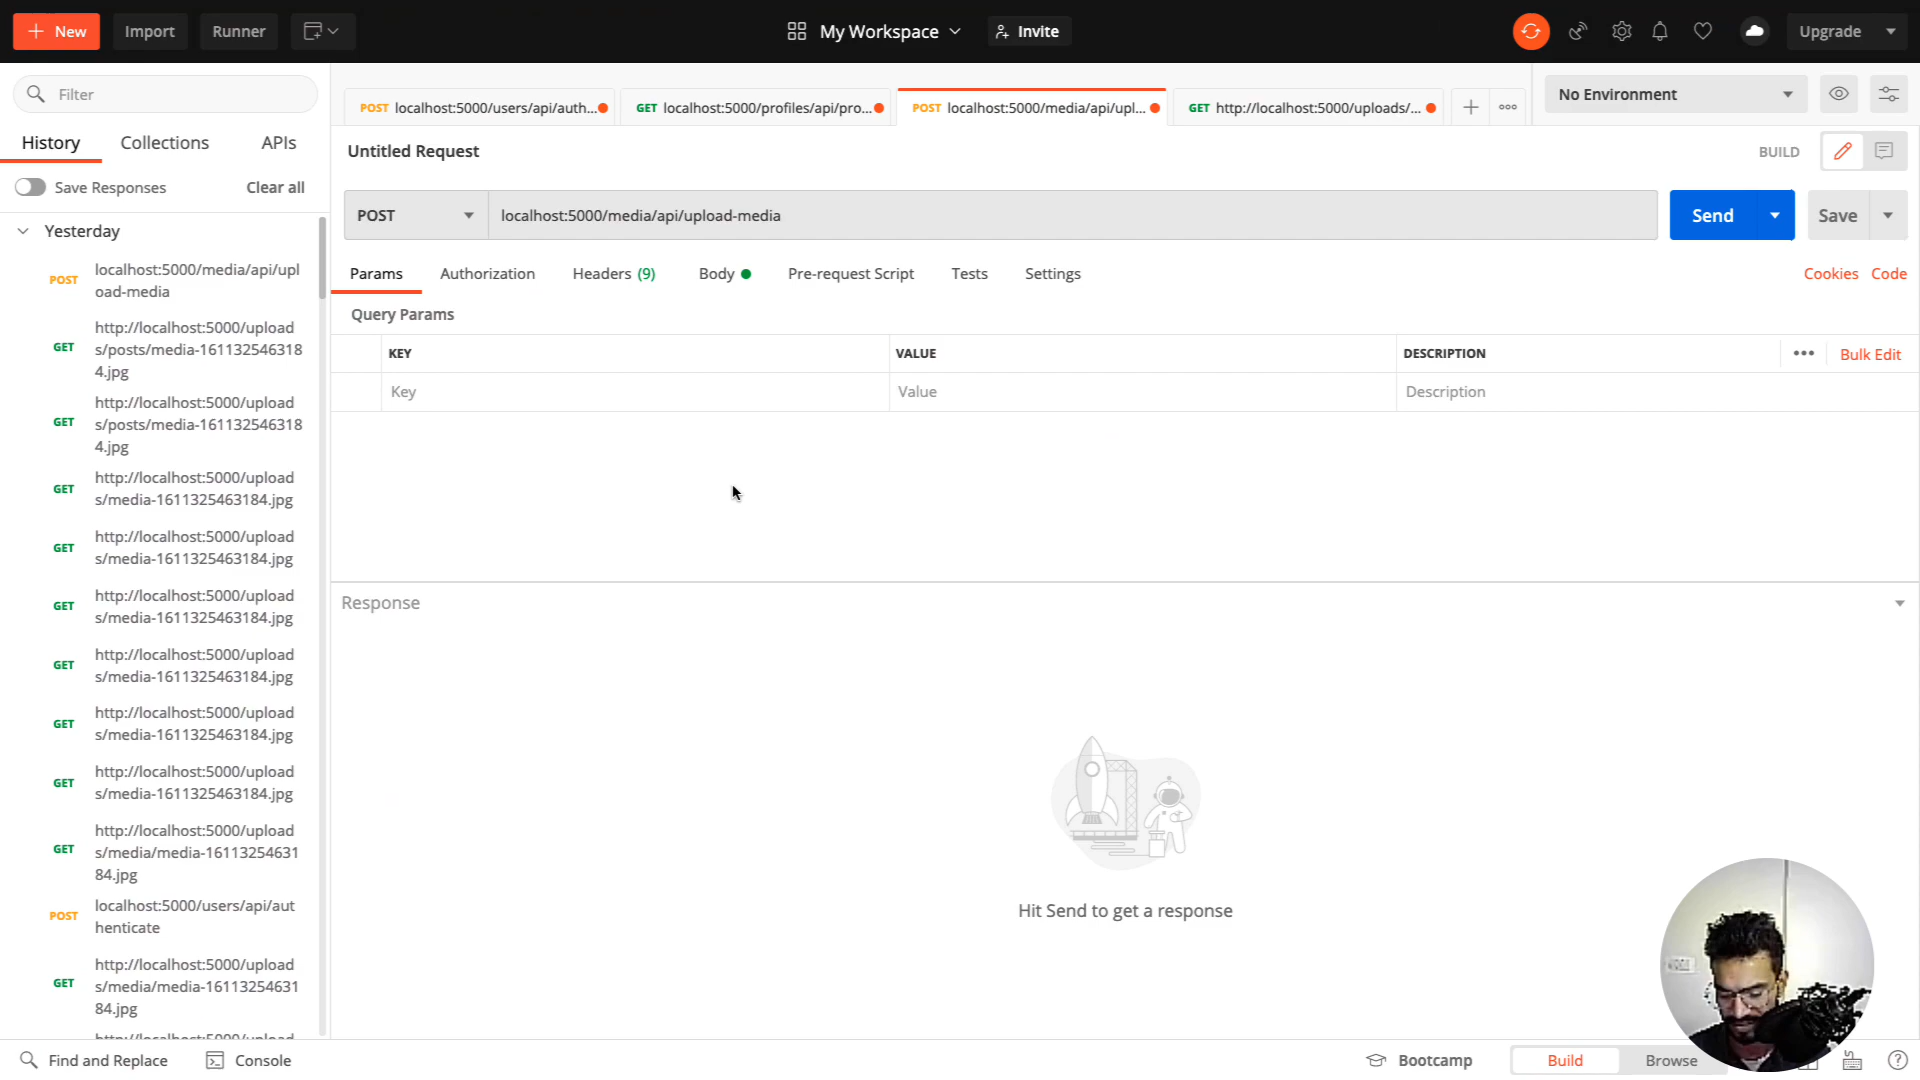 New
Import
Runner
My Workspace
Invite
Upgrade
Filter
History
Collections
APIs
Save Responses
Clear all
Yesterday
POST
localhost:5000/media/api/upl
oad-media
GET
http://localhost:5000/upload
s/posts/media-161132546318
4.jpg
GET
http://localhost:5000/upload
s/posts/media-161132546318
4.jpg
GET
http://localhost:5000/upload
s/media-1611325463184.jpg
GET
http://localhost:5000/upload
s/media-1611325463184.jpg
GET
http://localhost:5000/upload
s/media-1611325463184.jpg
GET
http://localhost:5000/upload
s/media-1611325463184.jpg
GET
http://localhost:5000/upload
s/media-1611325463184.jpg
GET
http://localhost:5000/upload
s/media-1611325463184.jpg
GET
http://localhost:5000/upload
s/media/media-16113254631
84.jpg
POST
localhost:5000/users/api/aut
henticate
GET
http://localhost:5000/upload
s/media/media-16113254631
84.jpg
POST localhost:5000/users/api/auth...
GET localhost:5000/profiles/api/pro...
POST localhost:5000/media/api/upl...
GET http://localhost:5000/uploads/...
No Environment
Untitled Request
BUILD
POST
localhost:5000/media/api/upload-media
Send
Save
Params
Authorization
Headers (9)
Body
Pre-request Script
Tests
Settings
Cookies
Code
Query Params
KEY
VALUE
DESCRIPTION
Bulk Edit
Key
Value
Description
Response
Hit Send to get a response
Find and Replace
Console
Bootcamp
Build
Browse